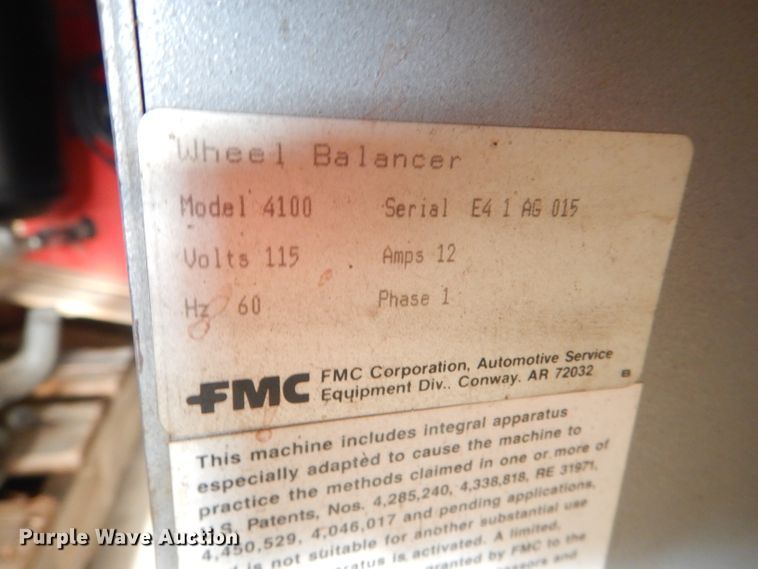 Wheel Balancer
Model 4100 Serial E4 1 AG 015
Volts 115 Amps 12
Hz 60 Phase 1
FMC FMC Corporation, Automotive Service
Equipment Div.. Conway. AR 72032 B
This machine includes integral apparatus
especially adapted to cause the machine to
practice the methods claimed in one or more of
U.S. Patents, Nos. 4,285,240, 4,338,818, RE 31971,
4,450,529, 4,046,017 and pending applications,
is not suitable for another substantial use
is activated. A limited,
granted by FMC to the
and
Purple Wave Auction